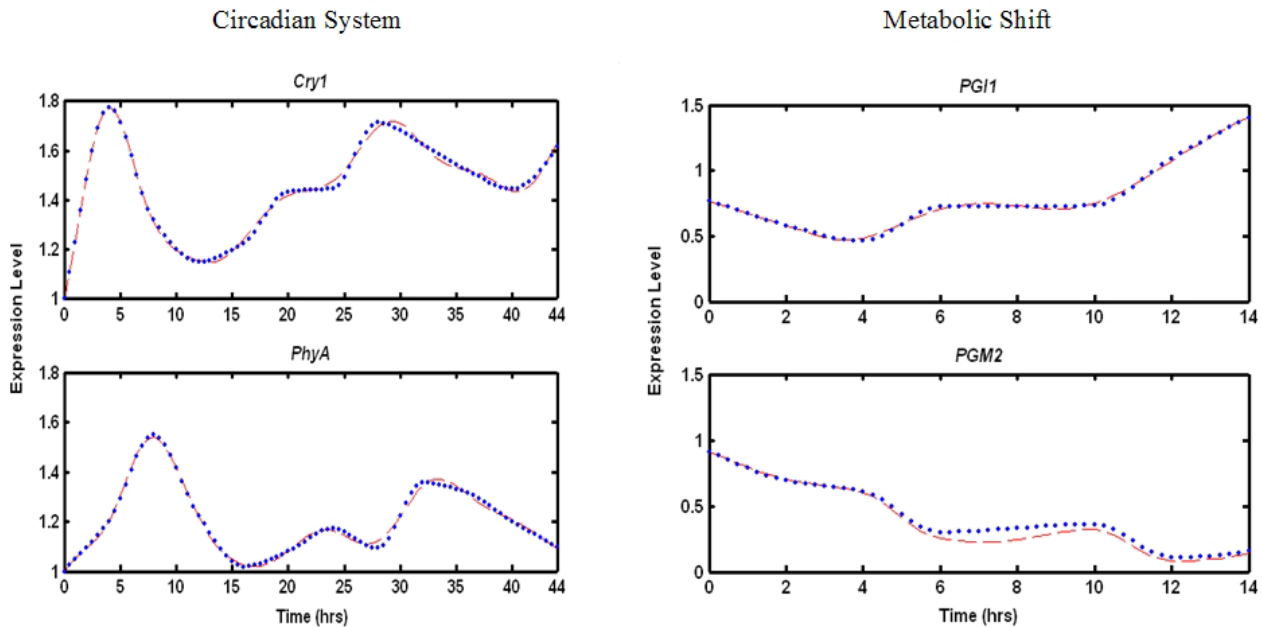 Circadian System
Metabolic Shift
Cry1
1.8
1.6
1.4
1.2
1
0 5 10 15 20 25 30 35 40 44
Expression Level
PhyA
1.8
1.6
1.4
1.2
1
0 5 10 15 20 25 30 35 40 44
Time (hrs)
PGI1
1.5
1
0.5
0
0 2 4 6 8 10 12 14
Expression Level
PGM2
1.5
1
0.5
0
0 2 4 6 8 10 12 14
Time (hrs)